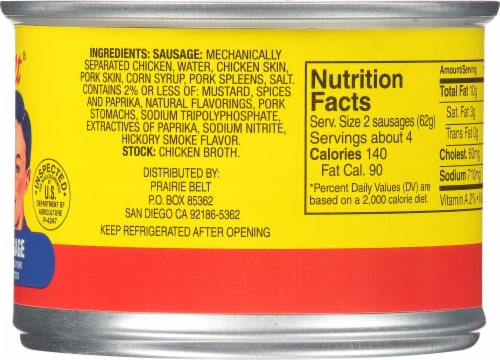 INGREDIENTS: SAUSAGE: MECHANICALLY
SEPARATED CHICKEN, WATER, CHICKEN SKIN,
PORK SKIN, CORN SYRUP, PORK SPLEENS, SALT.
CONTAINS 2% OR LESS OF: MUSTARD, SPICES
AND PAPRIKA, NATURAL FLAVORINGS, PORK
STOMACHS, SODIUM TRIPOLYPHOSPHATE,
EXTRACTIVES OF PAPRIKA, SODIUM NITRITE,
HICKORY SMOKE FLAVOR.
STOCK: CHICKEN BROTH.
DISTRIBUTED BY
PRAIRIE BELT
P.O. BOX 85362
SAN DIEGO CA 92186-5362
KEEP REFRIGERATED AFTER OPENING
INSPECTED
U.S.
DEPARTMENT OF
AGRICULTURE
P-4247
Nutrition
Facts
Serv. Size 2 sausages (62g)
Servings about 4
Calories 140
Fat Cal. 90
*Percent Daily Values (DV) are
based on a 2,000 calorie diet.
Amount/Serving
Total Fat 10g
Sat. Fat 3g
Trans Fat 0g
Cholest. 60mg
Sodium 710mg
Vitamin A 2% •